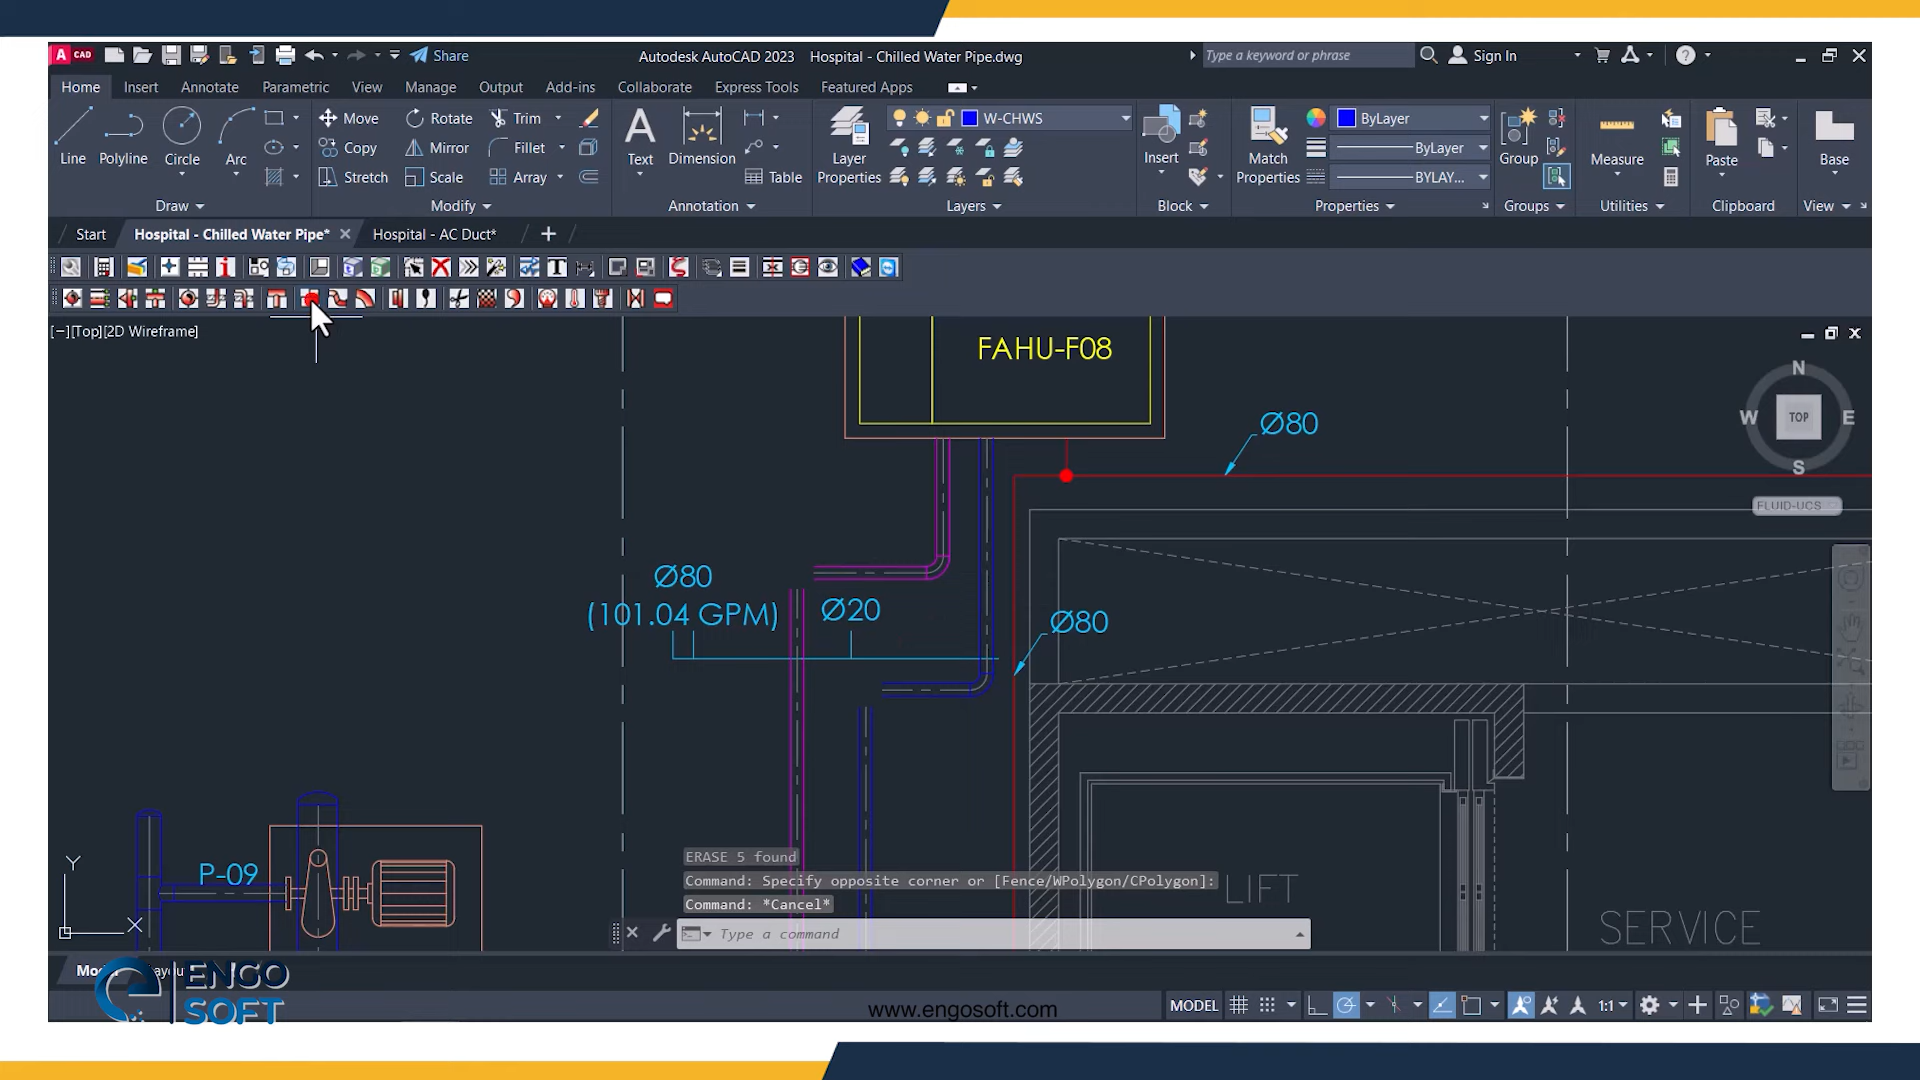 CAD
Share
Autodesk AutoCAD 2023 Hospital - Chilled Water Pipe.dwg
Type a keyword or phrase
Sign In
Home Insert Annotate Parametric View Manage Output Add-ins Collaborate Express Tools Featured Apps
Line
Polyline
Circle
Arc
Move
Rotate
Trim
Copy
Mirror
Fillet
Stretch
Scale
Array
Text
Dimension
Table
Layer
Properties
W-CHWS
Insert
Match
Properties
ByLayer
ByLayer
BYLAY...
Group
Measure
Paste
Base
Draw
Modify
Annotation
Layers
Block
Properties
Groups
Utilities
Clipboard
View
Start
Hospital - Chilled Water Pipe*
Hospital - AC Duct*
[−][Top][2D Wireframe]
FAHU-F08
N
W
TOP
E
S
FLUID-UCS
Ø80
Ø80
(101.04 GPM)
Ø20
Ø80
P-09
LIFT
SERVICE
Y
X
ERASE 5 found
Command: Specify opposite corner or [Fence/WPolygon/CPolygon]:
Command: *Cancel*
Type a command
ENGO
SOFT
www.engosoft.com
MODEL
1:1